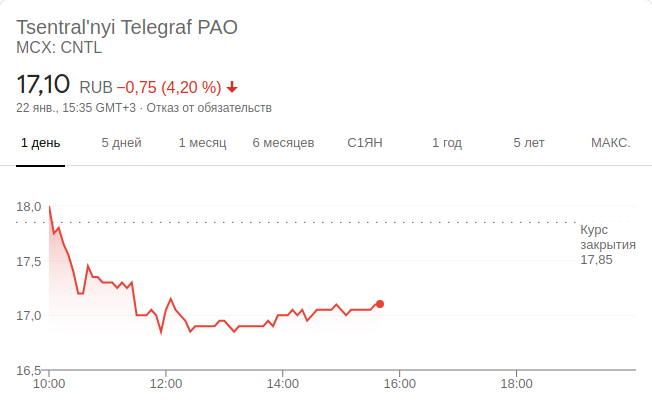 Tsentral'nyi Telegraf PAO
MCX: CNTL
17,10 RUB −0,75 (4,20 %)
22 янв., 15:35 GMT+3 · Отказ от обязательств
1 день 5 дней 1 месяц 6 месяцев С1ЯН 1 год 5 лет МАКС.
18,0
Курс
закрытия
17,85
17,5
17,0
16,5
10:00 12:00 14:00 16:00 18:00